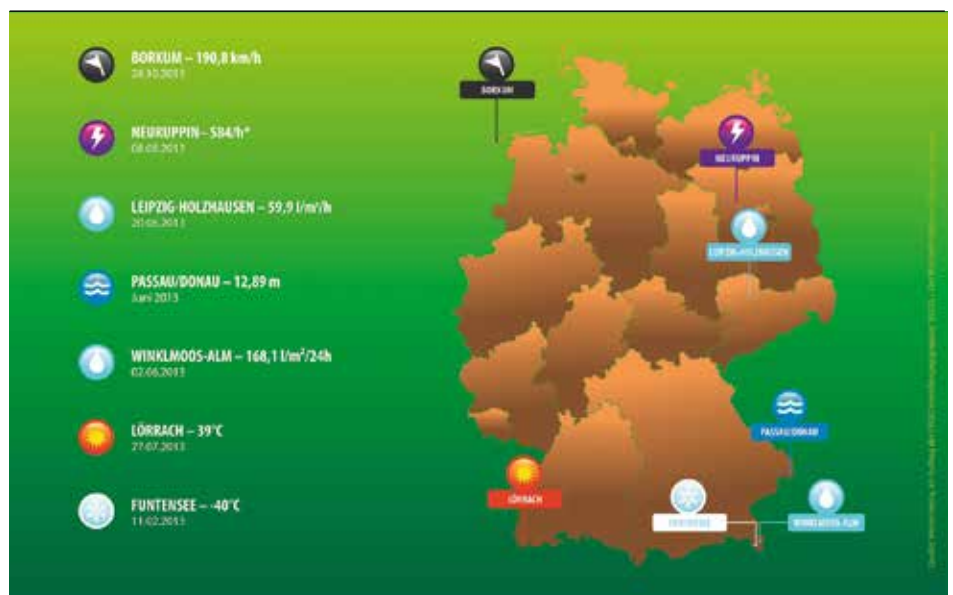 BORKUM – 190,8 km/h
28.10.2013
NEURUPPIN – 584/h*
08.05.2013
LEIPZIG-HOLZHAUSEN – 59,9 l/m²/h
20.06.2013
PASSAU/DONAU – 12,89 m
Juni 2013
WINKLMOOS-ALM – 168,1 l/m²/24h
02.06.2013
LÖRRACH – 39°C
27.07.2013
FUNTENSEE – -40°C
11.02.2013
BORKUM
NEURUPPIN
LEIPZIG-HOLZHAUSEN
PASSAU/DONAU
LÖRRACH
FUNTENSEE
WINKLMOOS-ALM